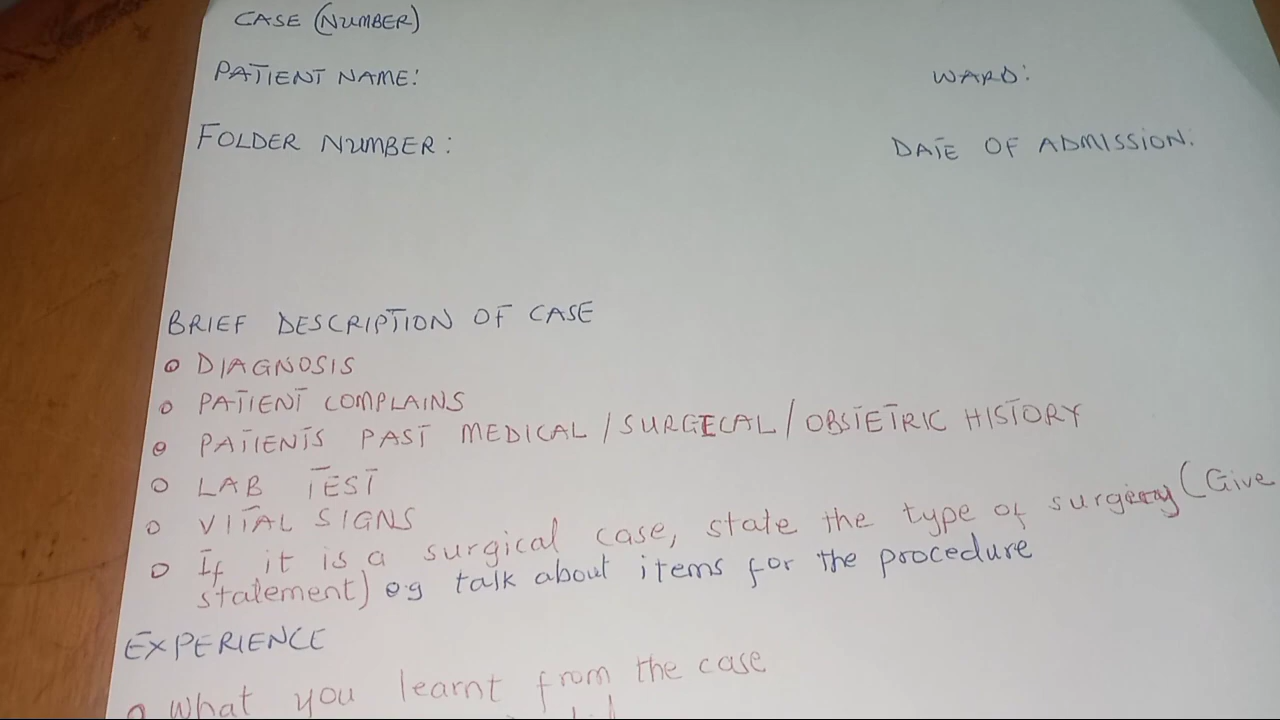 CASE (NUMBER)
PATIENT NAME: WARD:
FOLDER NUMBER: DATE OF ADMISSION:
BRIEF DESCRIPTION OF CASE
o DIAGNOSIS
o PATIENT COMPLAINS
o PATIENTS PAST MEDICAL / SURGECAL / OBSTETRIC HISTORY
o LAB TEST
o VITAL SIGNS
o If it is a surgical case, state the type of surgery (Give
statement) eg talk about items for the procedure
EXPERIENCE
o What you learnt from the case